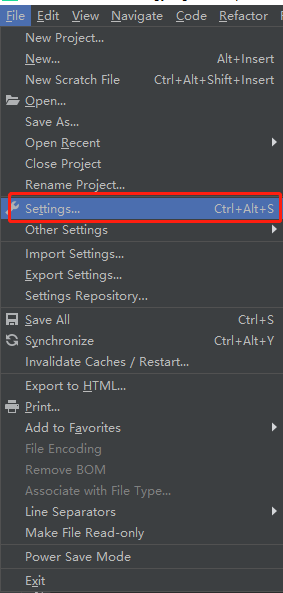 File Edit View Navigate Code Refactor
New Project...
New... Alt+Insert
New Scratch File Ctrl+Alt+Shift+Insert
Open...
Save As...
Open Recent
Close Project
Rename Project...
Settings... Ctrl+Alt+S
Other Settings
Import Settings...
Export Settings...
Settings Repository...
Save All Ctrl+S
Synchronize Ctrl+Alt+Y
Invalidate Caches / Restart...
Export to HTML...
Print...
Add to Favorites
File Encoding
Remove BOM
Associate with File Type...
Line Separators
Make File Read-only
Power Save Mode
Exit